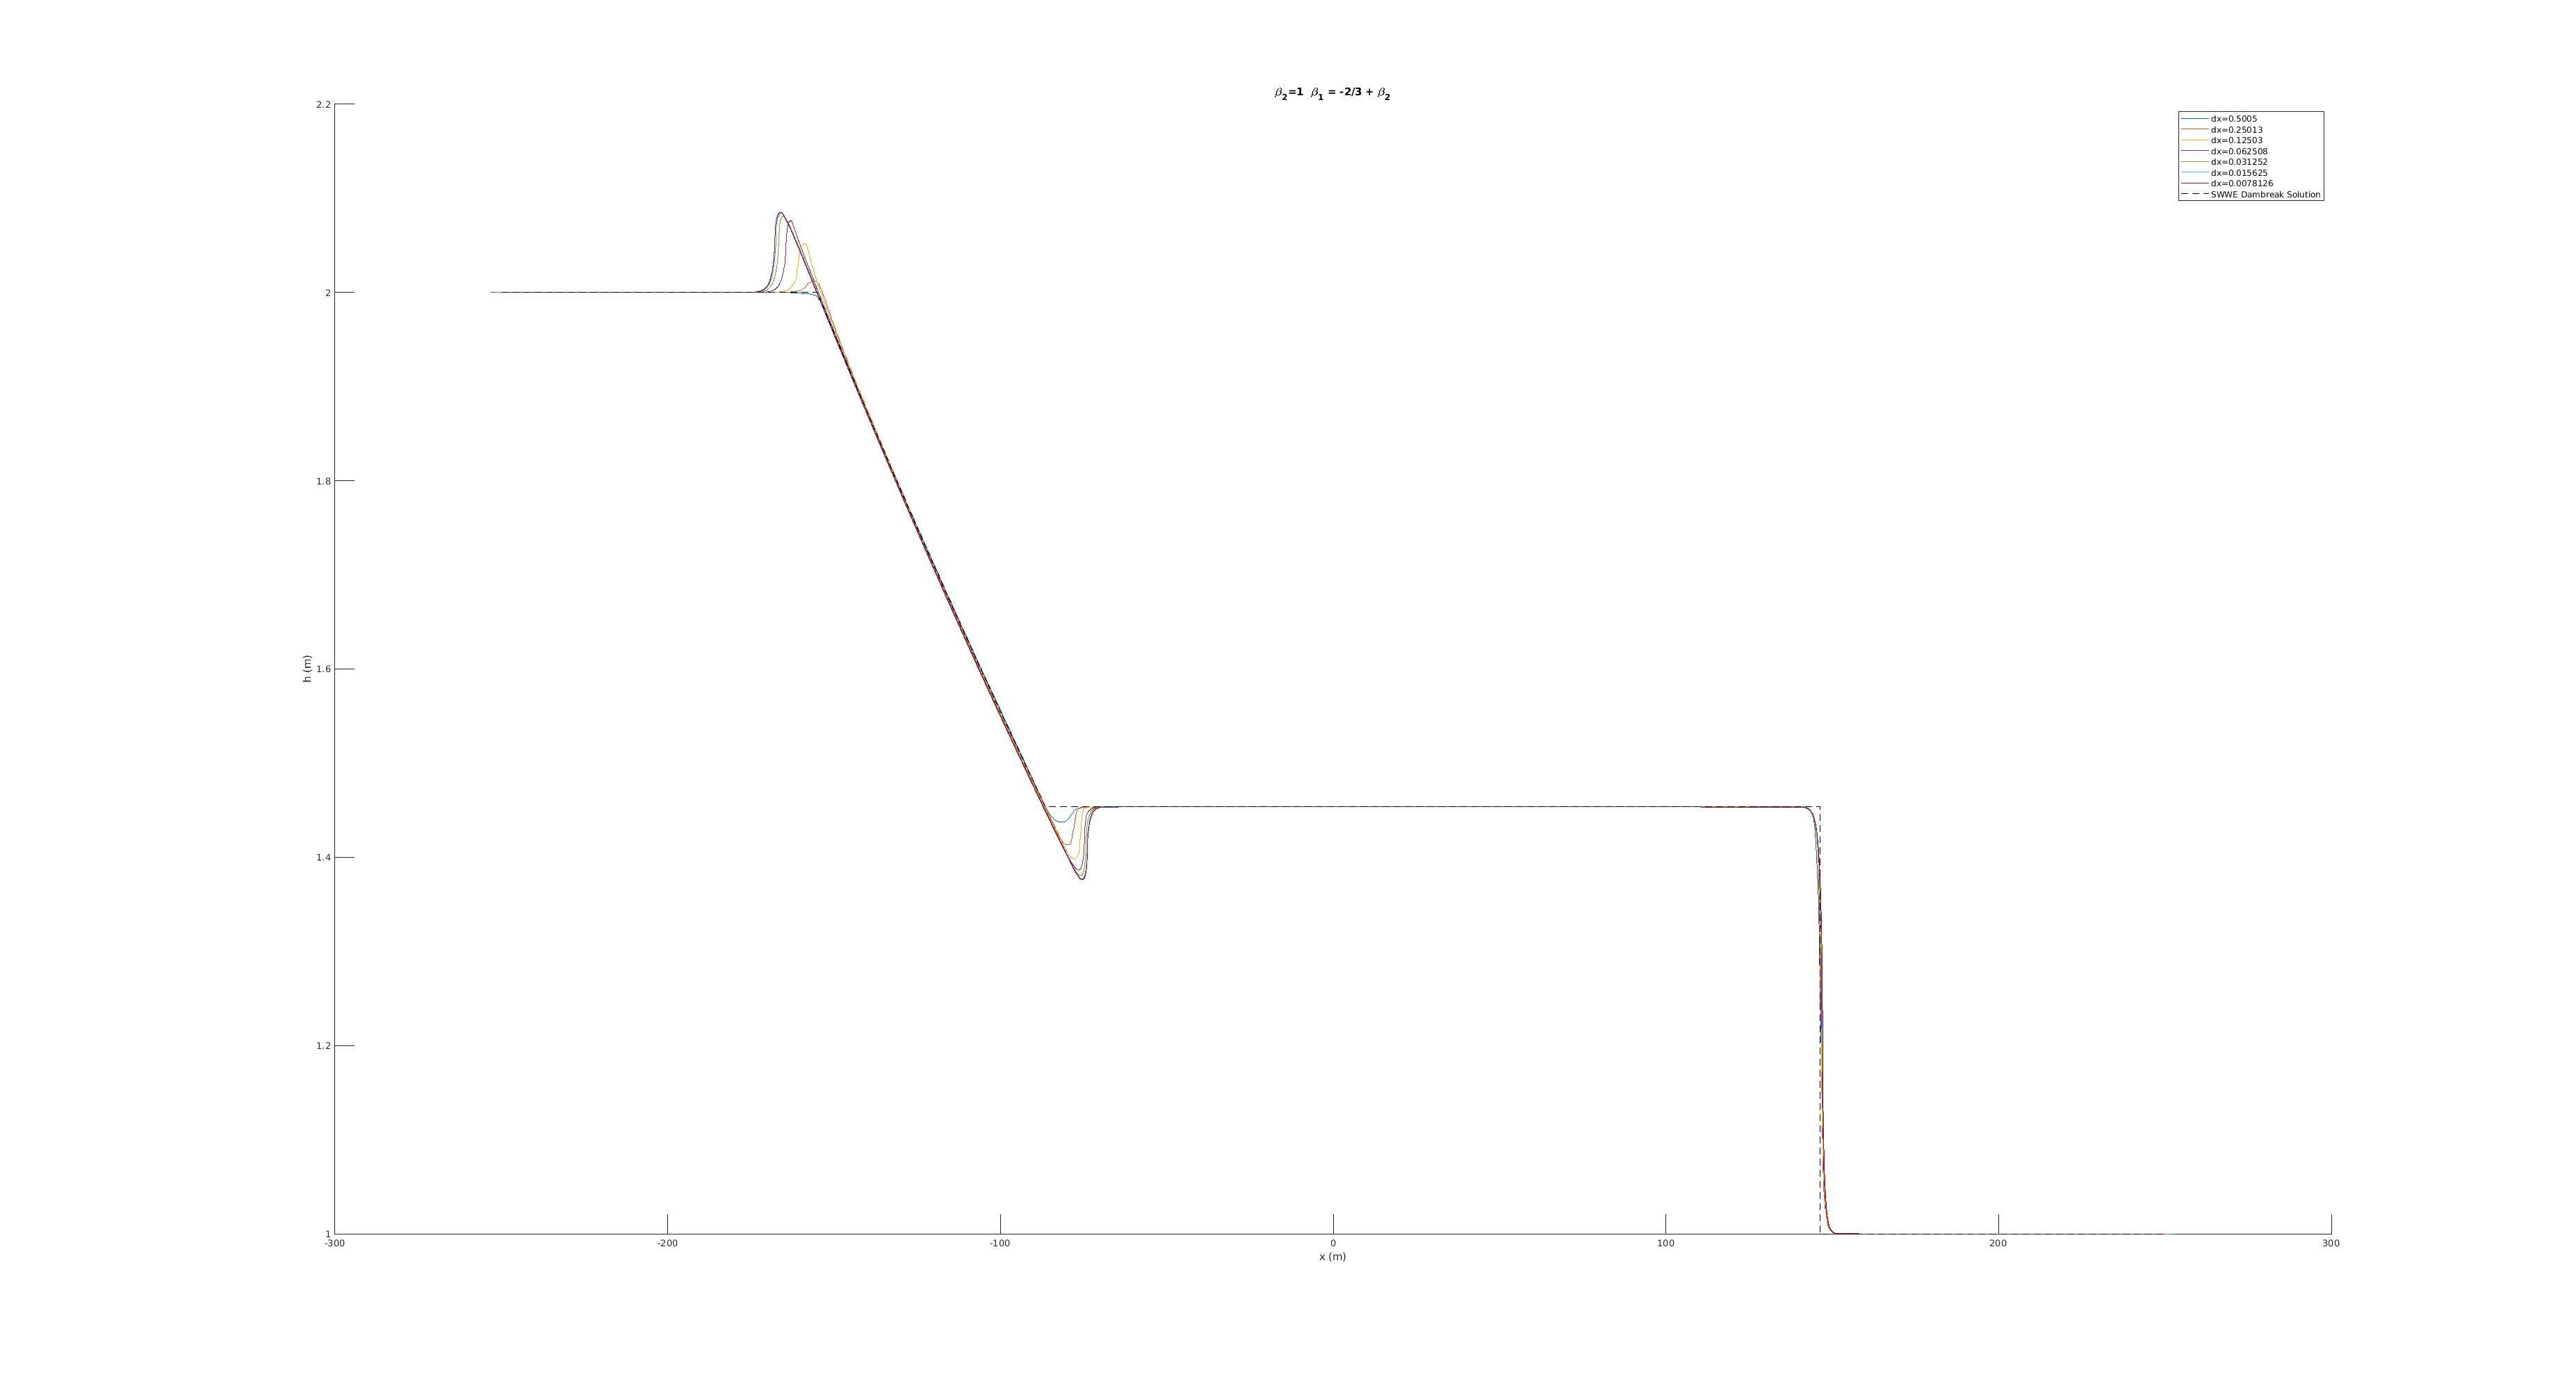 β2=1 β1 = -2/3 + β2
dx=0.5005
dx=0.25013
dx=0.12503
dx=0.062508
dx=0.031252
dx=0.015625
dx=0.0078126
SWWE Dambreak Solution
2.2
2
1.8
1.6
1.4
1.2
1
h (m)
-300
-200
-100
0
100
200
300
x (m)